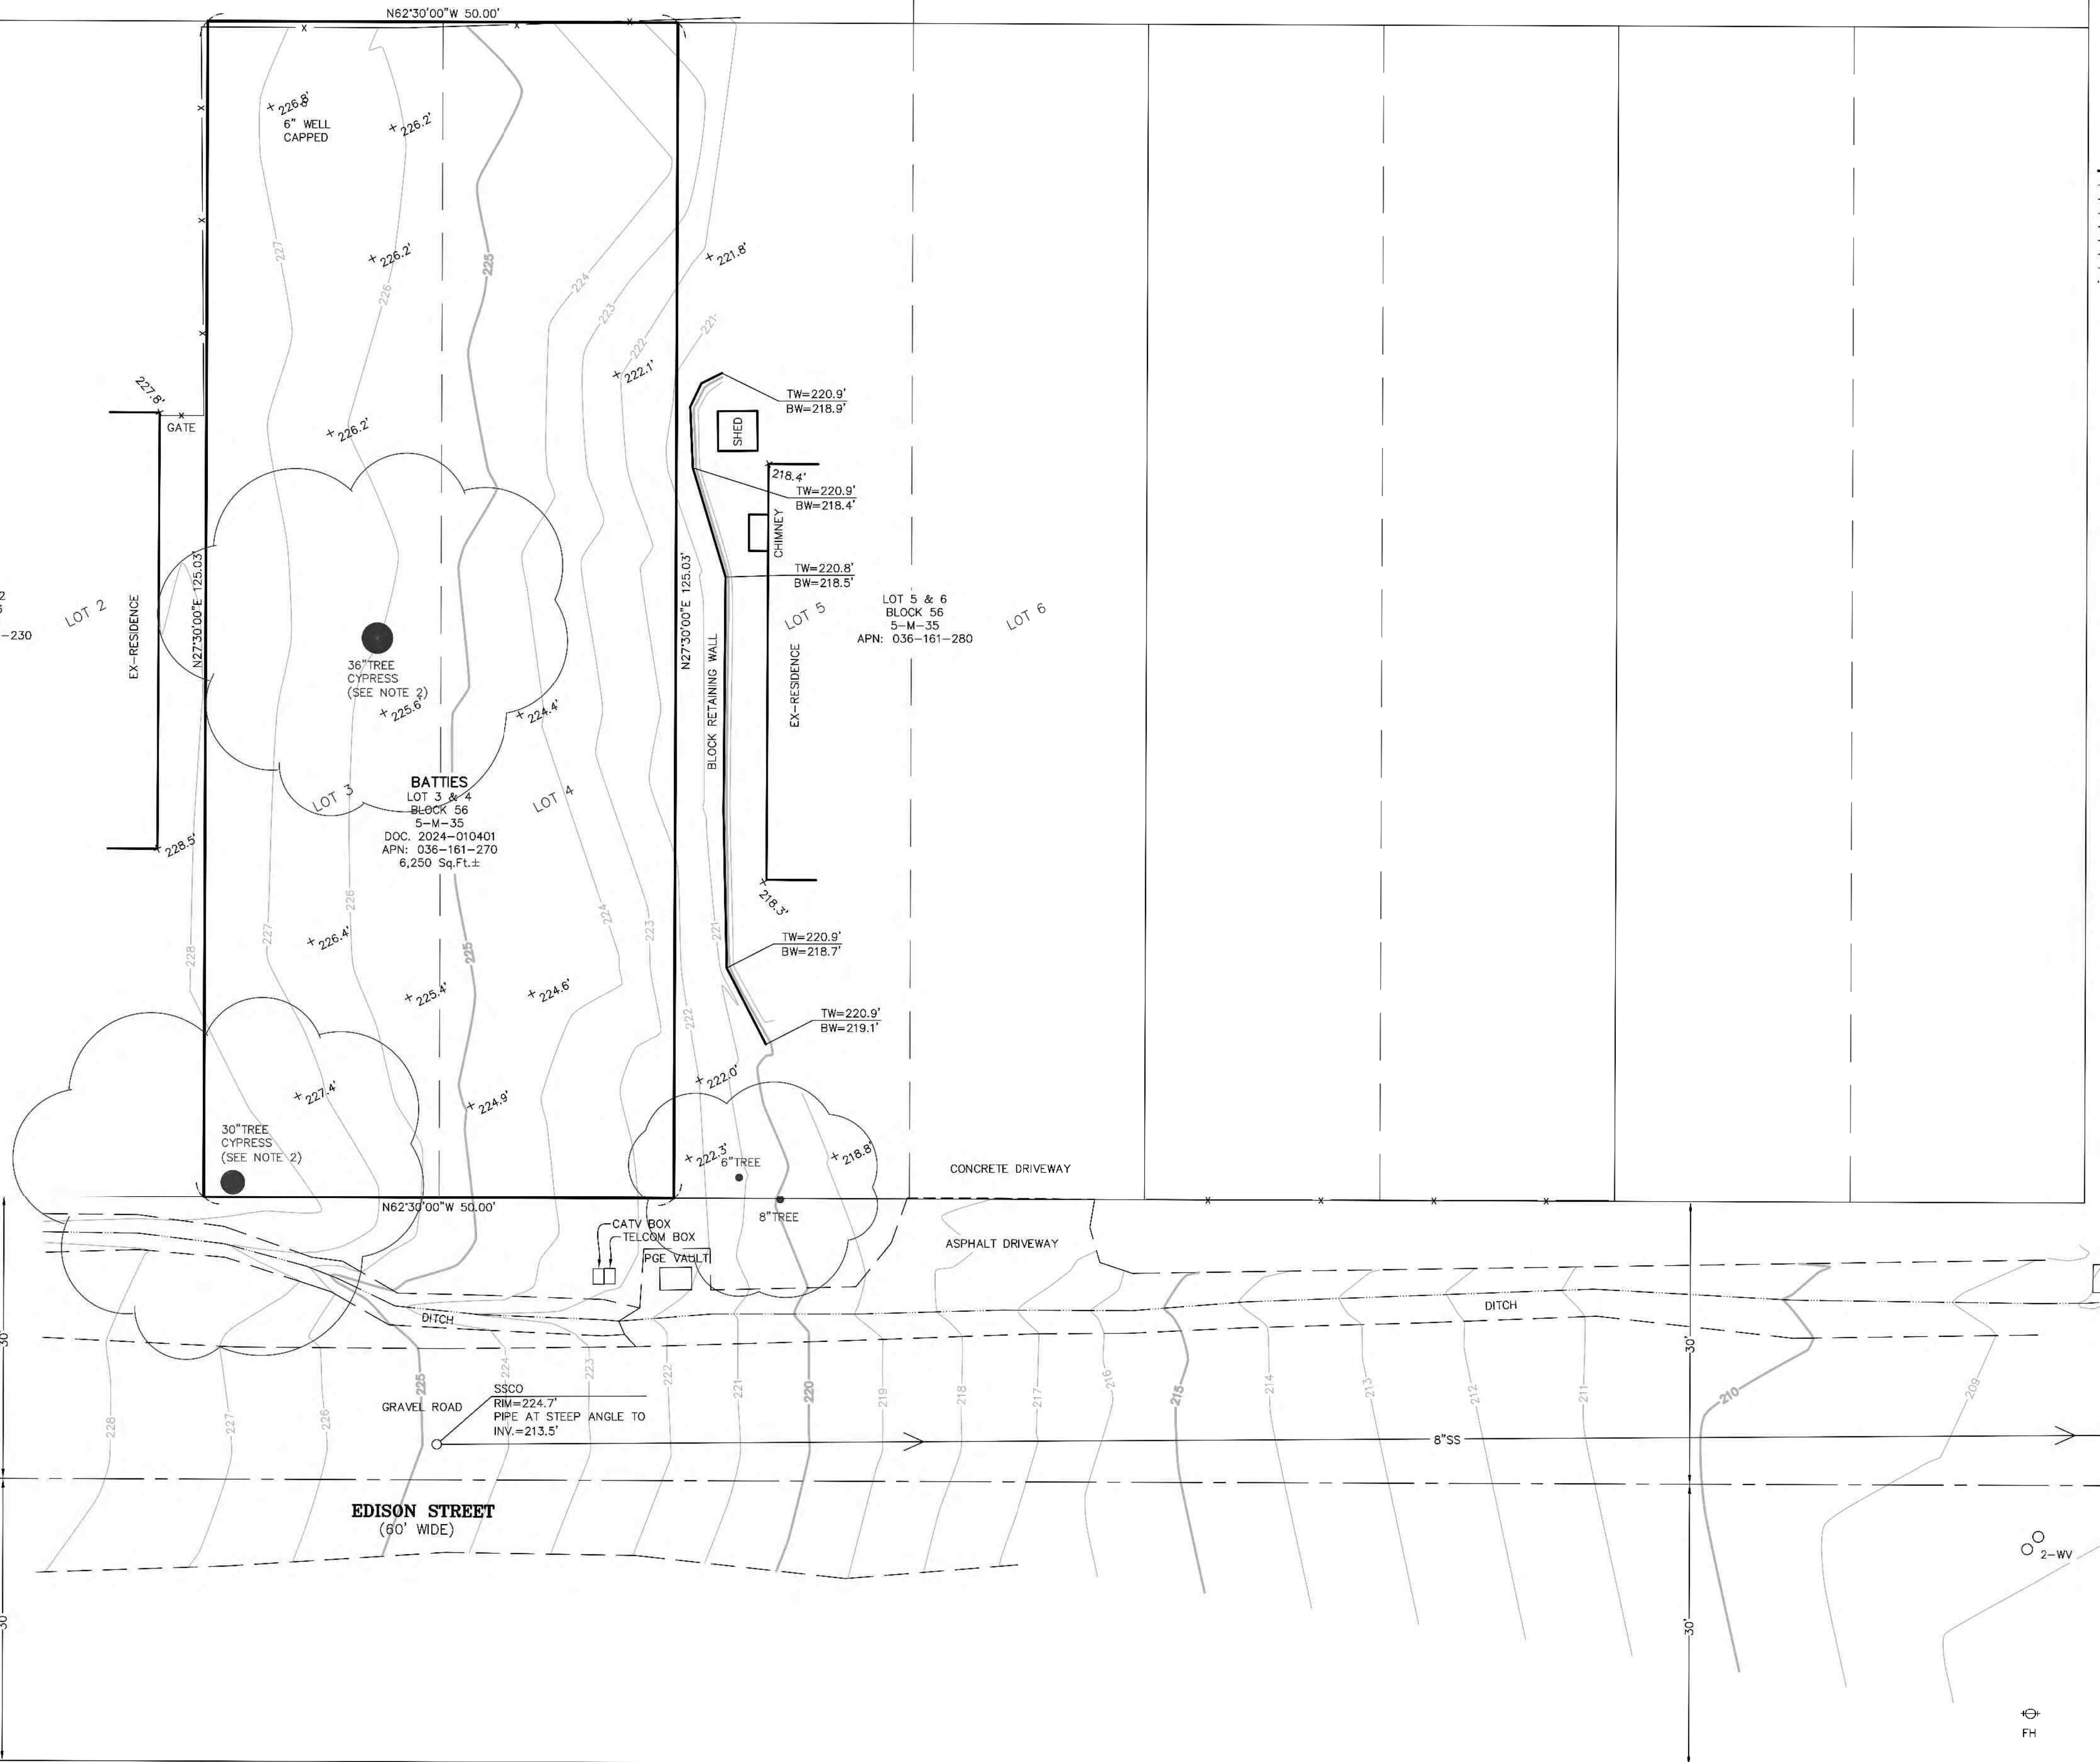 N62°30'00"W 50.00'
226.8'
6" WELL
CAPPED
226.2'
227
226.2'
226
225
224
223
222
221
221.8'
222.1'
227.8'
GATE
226.2'
TW=220.9'
BW=218.9'
SHED
218.4'
TW=220.9'
BW=218.4'
CHIMNEY
TW=220.8'
BW=218.5'
N27°30'00"E 125.03'
N27°30'00"E 125.03'
-230
LOT 2
EX-RESIDENCE
LOT 5
LOT 5 & 6
BLOCK 56
5-M-35
APN: 036-161-280
LOT 6
36"TREE
CYPRESS
(SEE NOTE 2)
225.6'
224.4'
BLOCK RETAINING WALL
EX-RESIDENCE
LOT 3
BATTIES
LOT 3 & 4
BLOCK 56
5-M-35
DOC. 2024-010401
APN: 036-161-270
6,250 Sq.Ft.±
LOT 4
228.5'
218.3'
228
227
226
225
224
223
222
221
226.4'
225.4'
224.6'
TW=220.9'
BW=218.7'
TW=220.9'
BW=219.1'
227.4'
224.9'
222.0'
30"TREE
CYPRESS
(SEE NOTE 2)
222.3'
6"TREE
218.8'
CONCRETE DRIVEWAY
N62°30'00"W 50.00'
8"TREE
CATV BOX
TELCOM BOX
PGE VAULT
ASPHALT DRIVEWAY
DITCH
DITCH
30'
30'
228
227
226
225
224
223
222
221
220
219
218
217
216
215
214
213
212
211
210
209
GRAVEL ROAD
SSCO
RIM=224.7'
PIPE AT STEEP ANGLE TO
INV.=213.5'
8"SS
EDISON STREET
(60' WIDE)
2-WV
30'
30'
FH